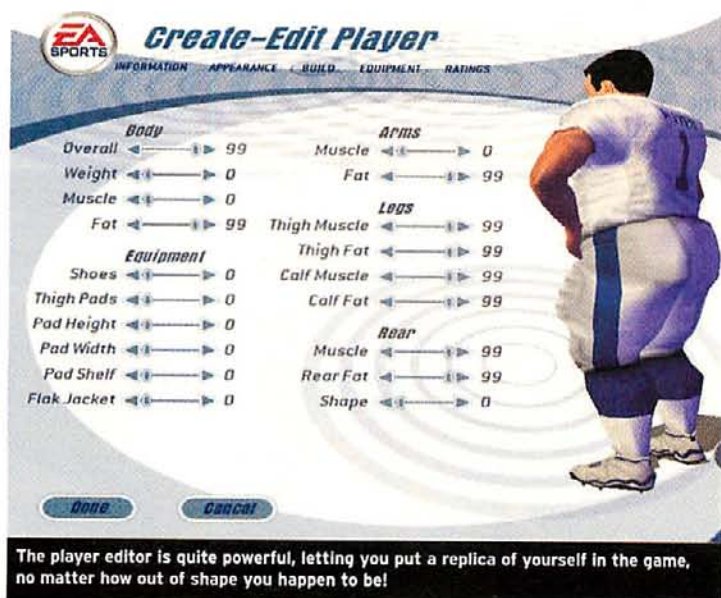 EA
SPORTS
Create-Edit Player
INFORMATION APPEARANCE BUILD EQUIPMENT RATINGS
Body
Overall 99
Weight 0
Muscle 0
Fat 99
Equipment
Shoes 0
Thigh Pads 0
Pad Height 0
Pad Width 0
Pad Shelf 0
Flak Jacket 0
Arms
Muscle 0
Fat 99
Legs
Thigh Muscle 99
Thigh Fat 99
Calf Muscle 99
Calf Fat 99
Rear
Muscle 99
Rear Fat 99
Shape 0
1
Done Cancel
The player editor is quite powerful, letting you put a replica of yourself in the game,
no matter how out of shape you happen to be!